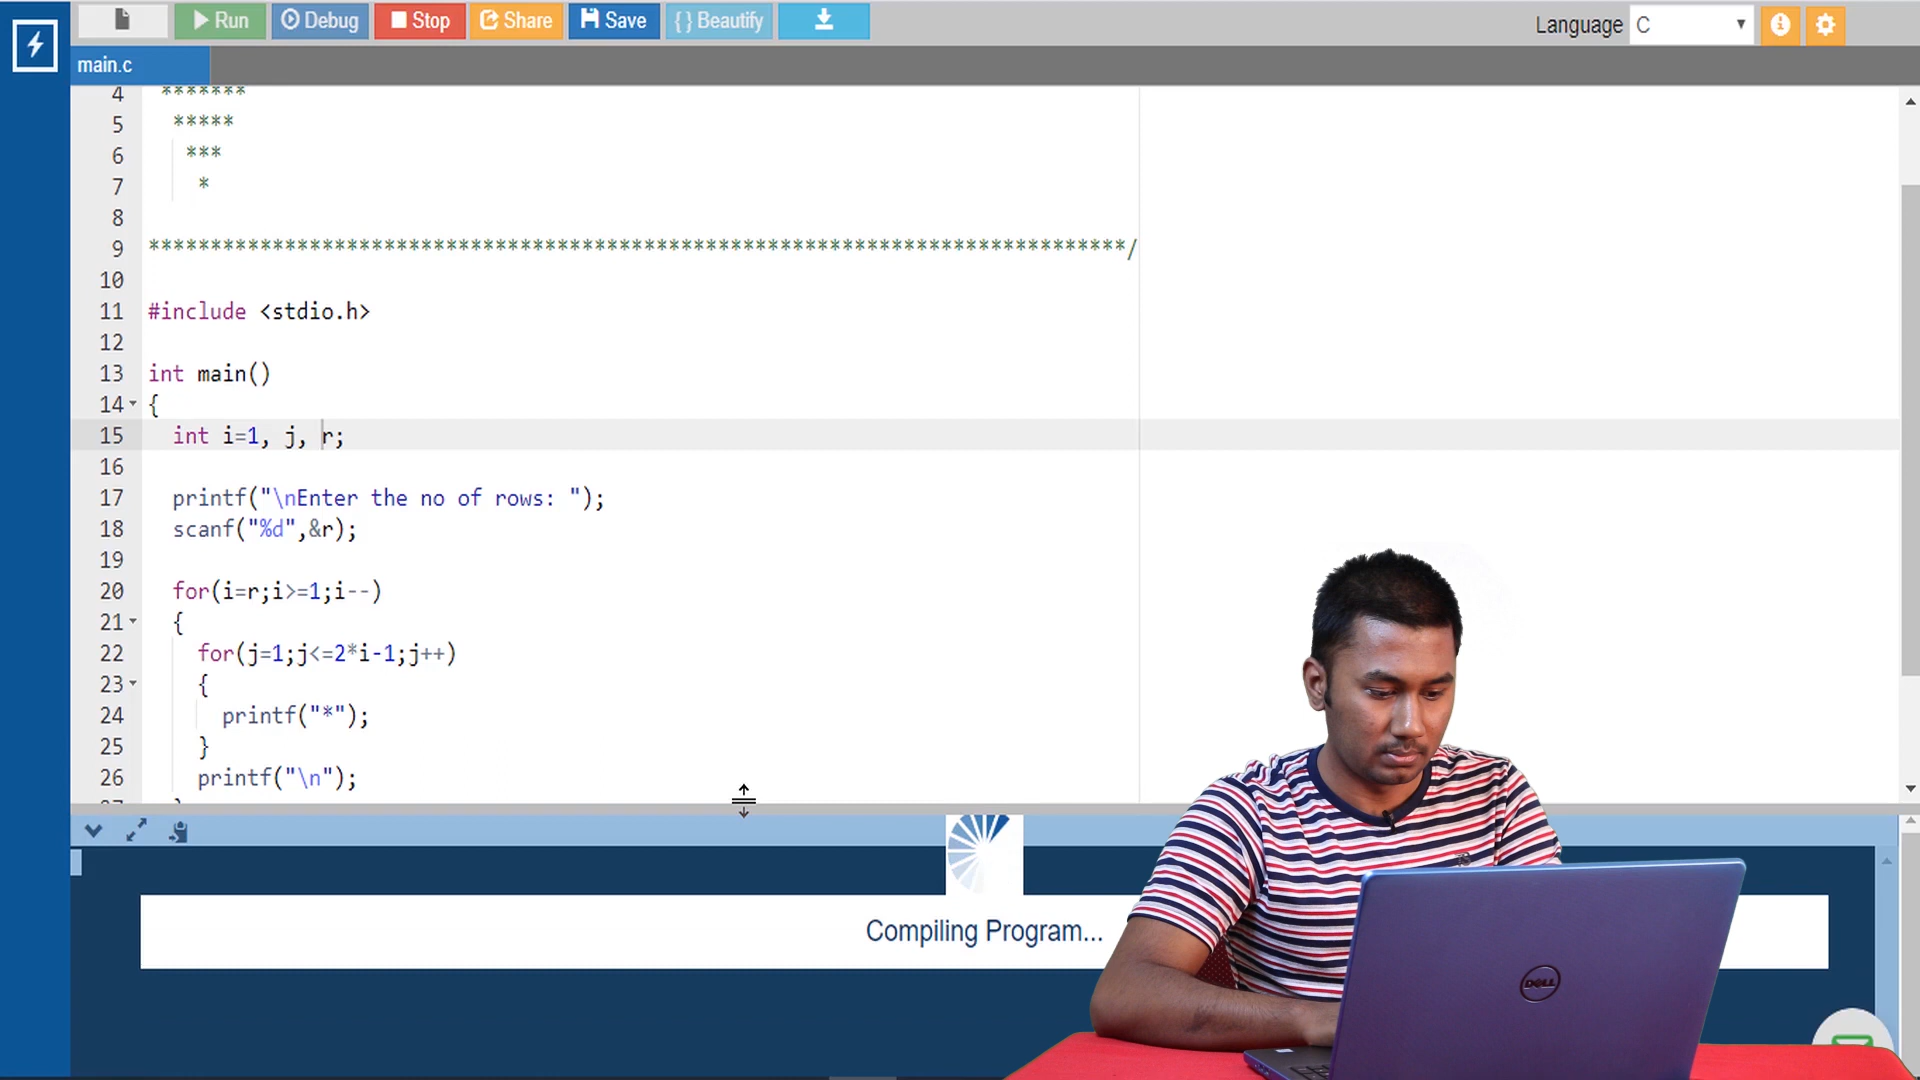 Run Debug Stop Share Save { } Beautify Language C
main.c
4 *******
5 *****
6 ***
7 *
8
9 ********************************************************************************/
10
11 #include <stdio.h>
12
13 int main()
14 {
15 int i=1, j, r;
16
17 printf("\nEnter the no of rows: ");
18 scanf("%d",&r);
19
20 for(i=r;i>=1;i--)
21 {
22 for(j=1;j<=2*i-1;j++)
23 {
24 printf("*");
25 }
26 printf("\n");
Compiling Program...
DELL